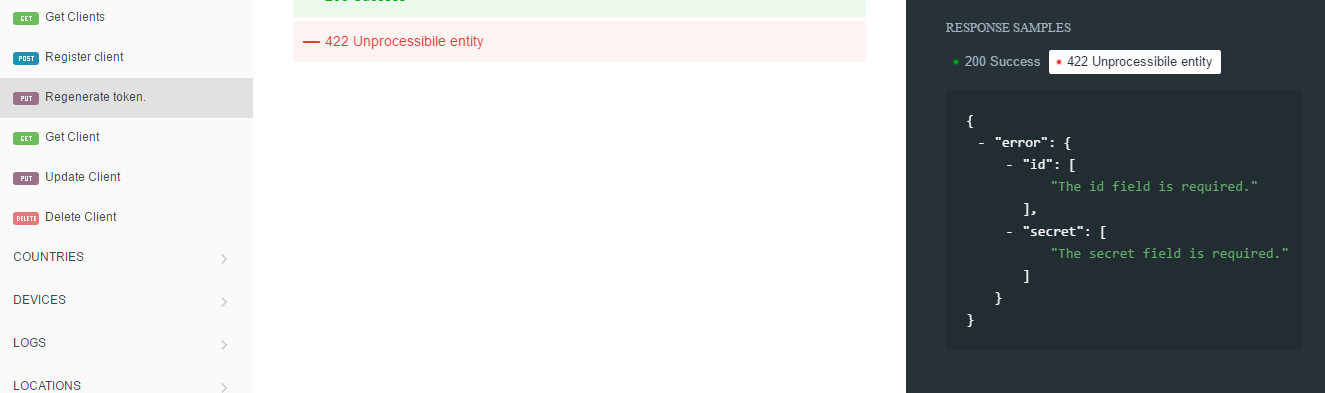 GET Get Clients
POST Register client
PUT Regenerate token.
GET Get Client
PUT Update Client
DELETE Delete Client
COUNTRIES
DEVICES
LOGS
LOCATIONS
422 Unprocessibile entity
RESPONSE SAMPLES
200 Success 422 Unprocessibile entity
{
- "error": {
- "id": [
"The id field is required."
],
- "secret": [
"The secret field is required."
]
}
}